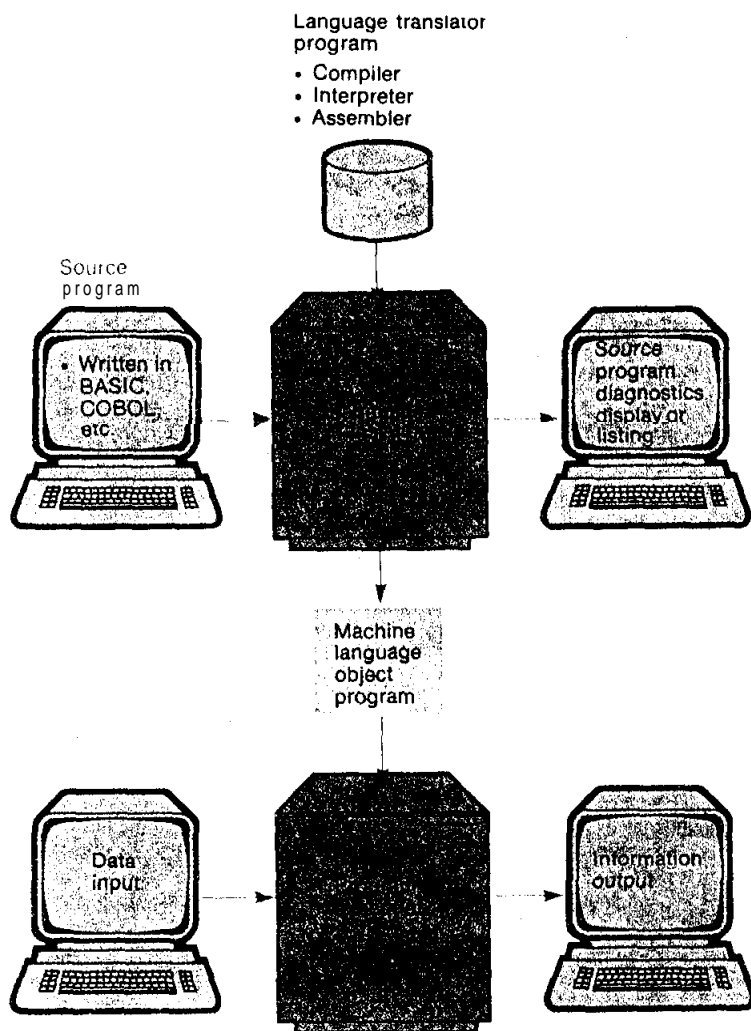 Language translator
program
• Compiler
• Interpreter
• Assembler
Source
program
• Written in
BASIC,
COBOL,
etc.
Source
program
diagnostics
display or
listing
Machine
language
object
program
Data
input
Information
output